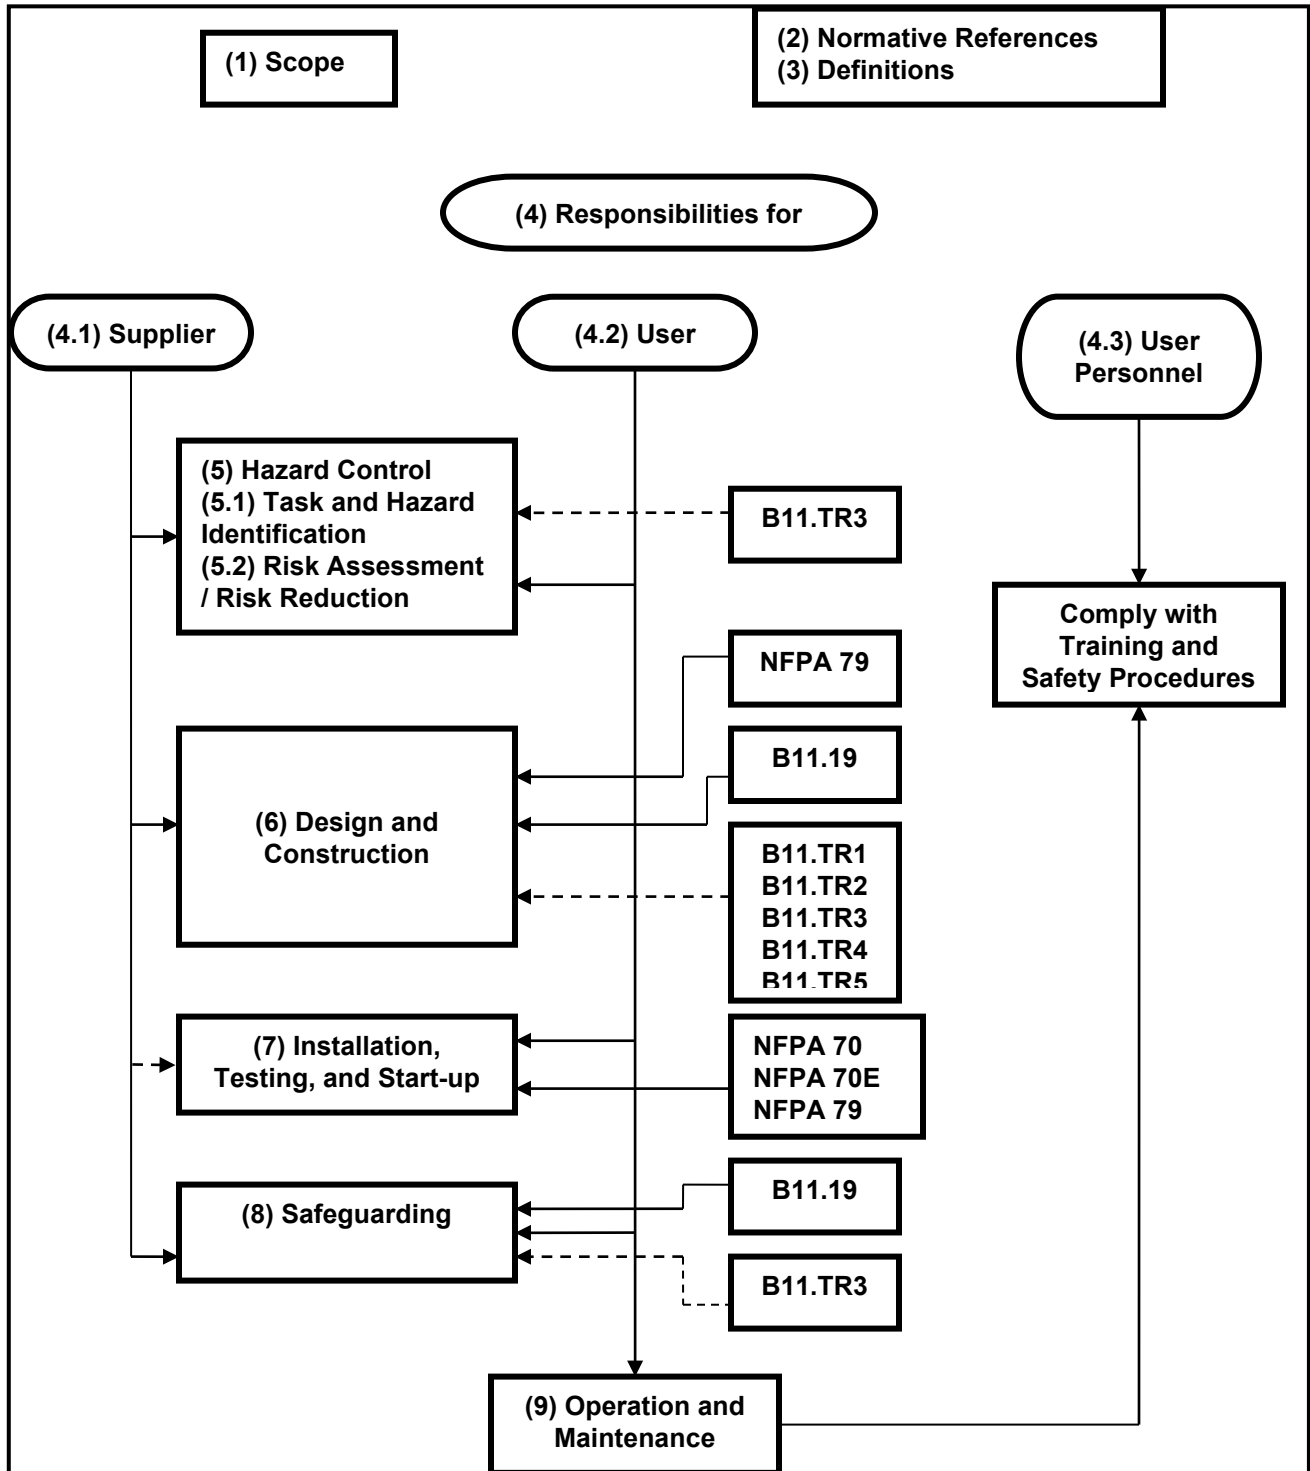 (1) Scope
(2) Normative References
(3) Definitions
(4) Responsibilities for
(4.1) Supplier
(4.2) User
(4.3) User
Personnel
(5) Hazard Control
(5.1) Task and Hazard
Identification
(5.2) Risk Assessment
/ Risk Reduction
B11.TR3
Comply with
Training and
Safety Procedures
NFPA 79
B11.19
(6) Design and
Construction
B11.TR1
B11.TR2
B11.TR3
B11.TR4
B11.TR5
(7) Installation,
Testing, and Start-up
NFPA 70
NFPA 70E
NFPA 79
(8) Safeguarding
B11.19
B11.TR3
(9) Operation and
Maintenance